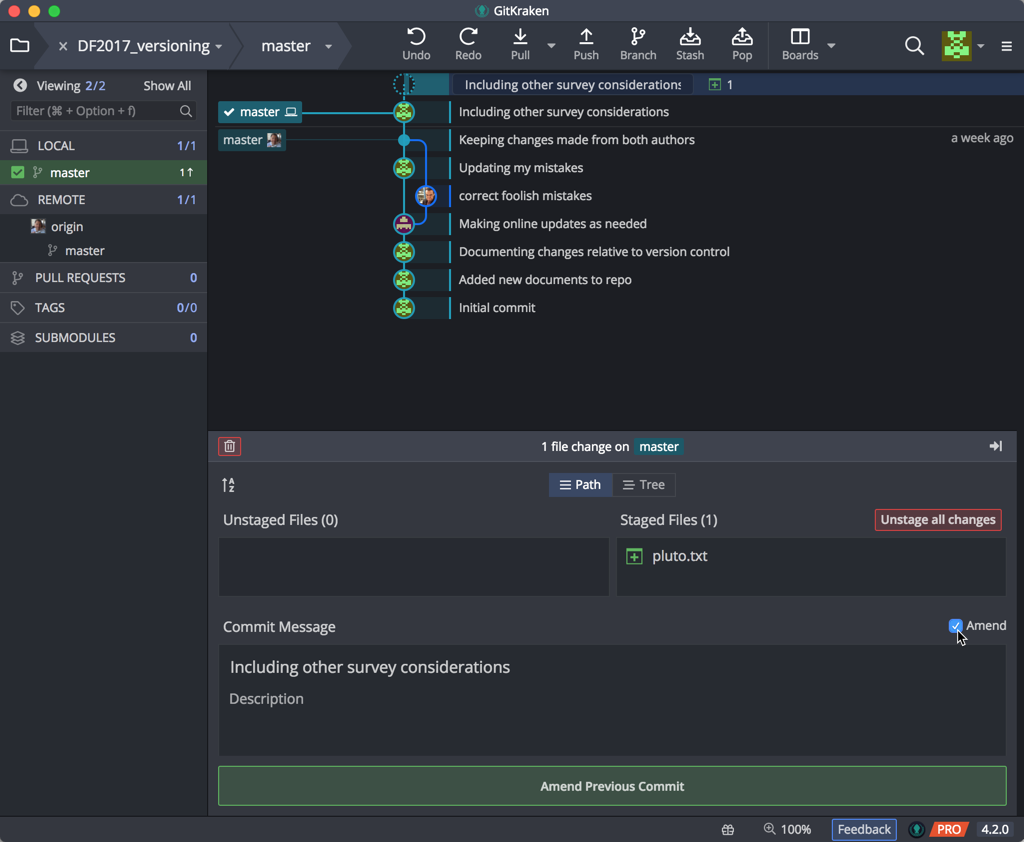 GitKraken
DF2017_versioning
master
Undo
Redo
Pull
Push
Branch
Stash
Pop
Boards
Viewing 2/2
Show All
Filter (⌘ + Option + f)
LOCAL 1/1
master 1↑
REMOTE 1/1
origin
master
PULL REQUESTS 0
TAGS 0/0
SUBMODULES 0
Including other survey considerations 1
master Including other survey considerations
master Keeping changes made from both authors a week ago
Updating my mistakes
correct foolish mistakes
Making online updates as needed
Documenting changes relative to version control
Added new documents to repo
Initial commit
1 file change on master
A Z
Path
Tree
Unstaged Files (0)
Staged Files (1)
Unstage all changes
pluto.txt
Commit Message
Amend
Including other survey considerations
Description
Amend Previous Commit
100%
Feedback
PRO
4.2.0